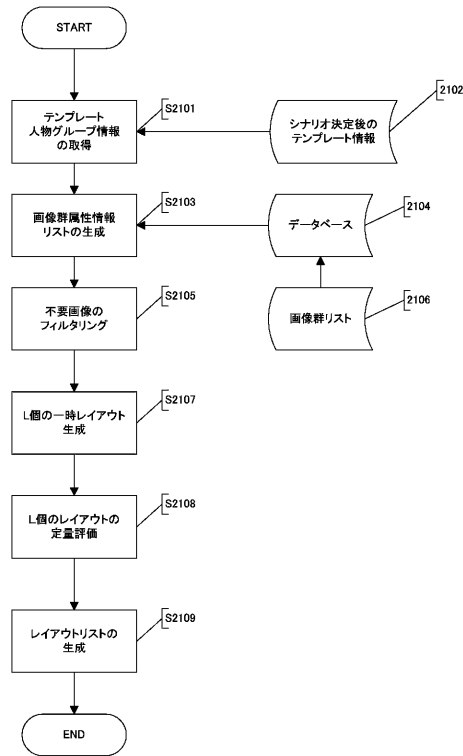 START
テンプレート
人物グループ情報
の取得
S2101
シナリオ決定後の
テンプレート情報
2102
画像群属性情報
リストの生成
S2103
データベース
2104
不要画像の
フィルタリング
S2105
画像群リスト
2106
L個の一時レイアウト
生成
S2107
L個のレイアウトの
定量評価
S2108
レイアウトリストの
生成
S2109
END